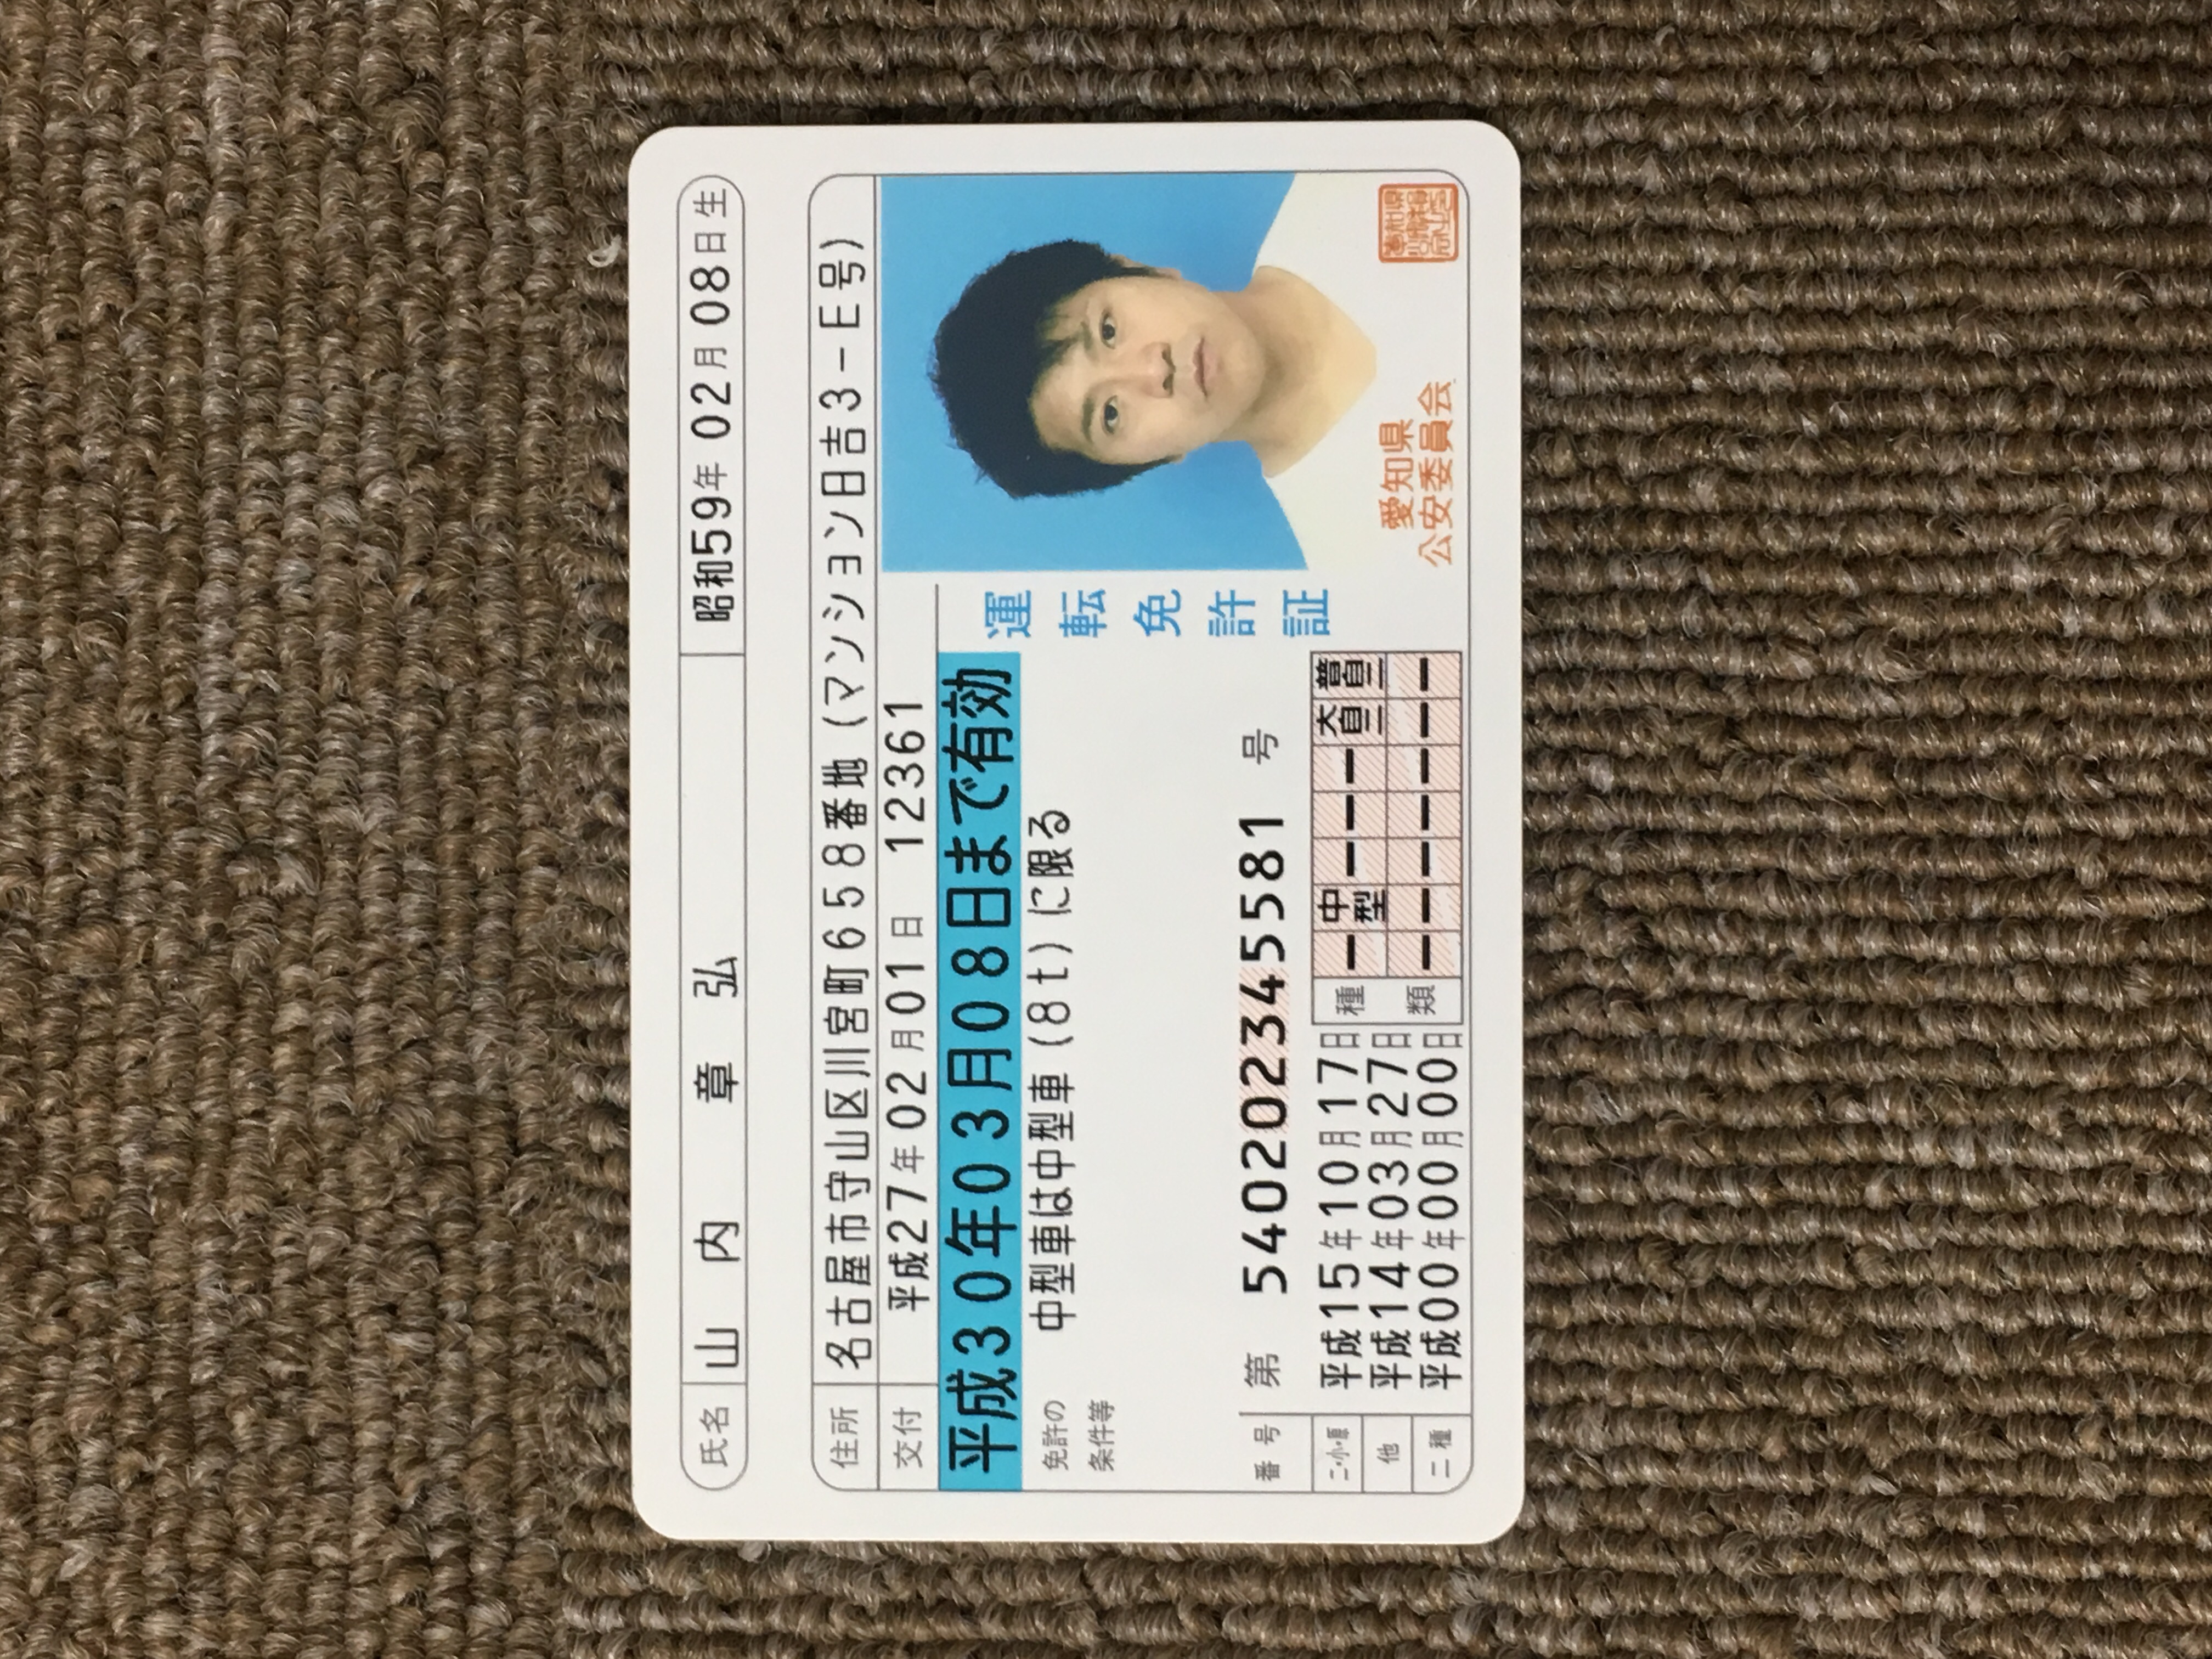 氏名 山内 章弘 昭和59年02月08日生
住所 名古屋市守山区川宮町658番地(マンション日吉3-E号)
交付 平成27年02月01日 12361
平成30年03月08日まで有効
免許の条件等 中型車は中型車(8t)に限る
番号 第 540202345581 号
二・小・原 平成15年10月17日
他 平成14年03月27日
二種 平成00年00月00日
種類 ー 中型 ー ー ー 大自二 普自二
ー ー ー ー ー ー ー
運転免許証
愛知県
公安委員会